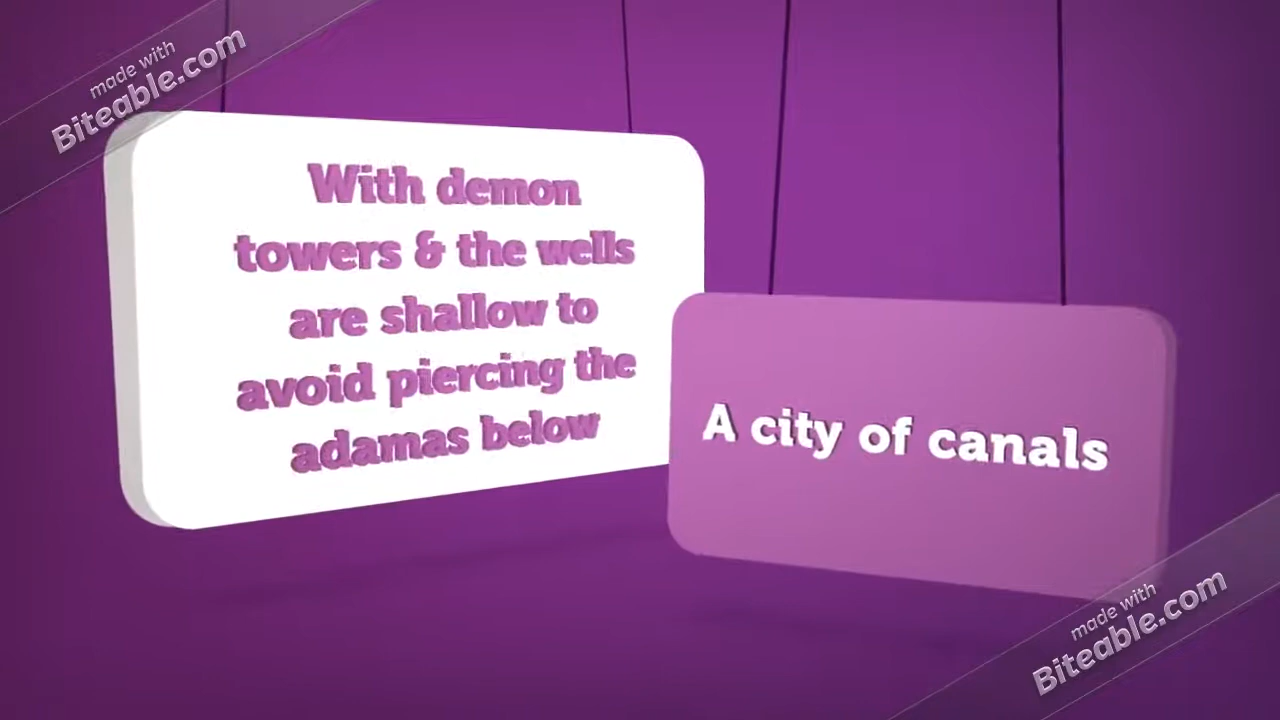 made with
Biteable.com
With demon
towers & the wells
are shallow to
avoid piercing the
adamas below
A city of canals
made with
Biteable.com